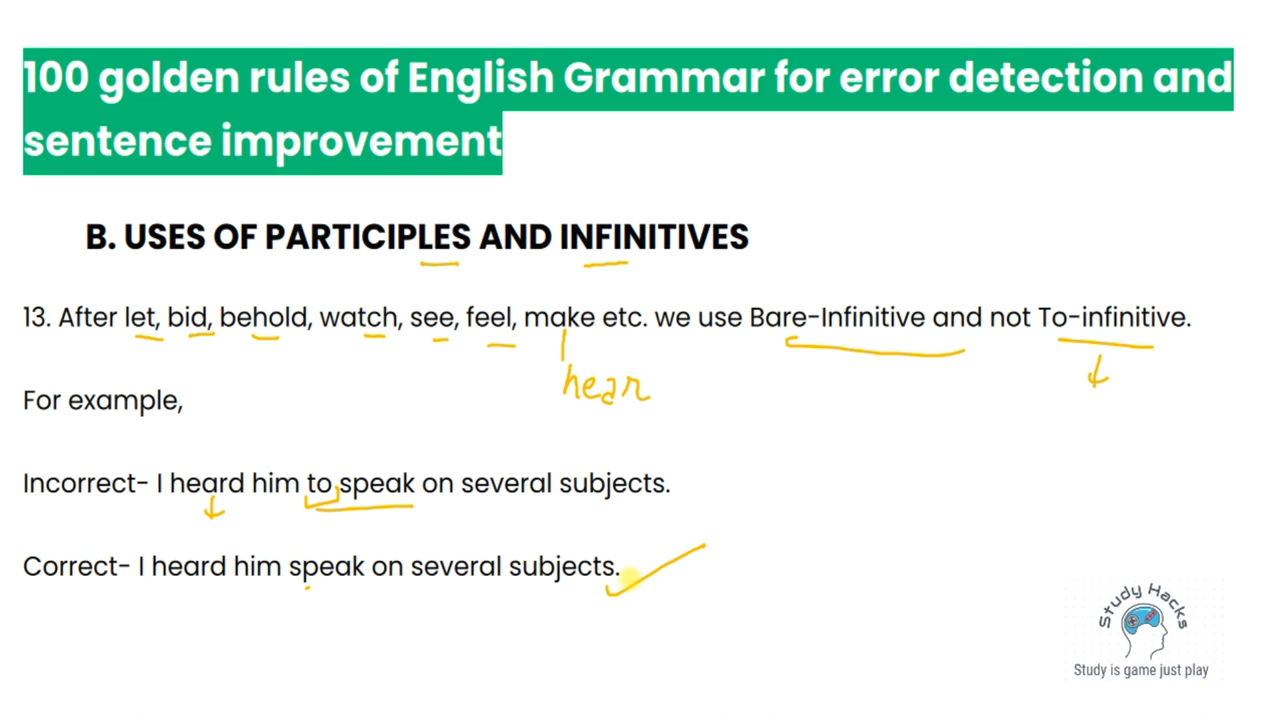 100 golden rules of English Grammar for error detection and
sentence improvement
B. USES OF PARTICIPLES AND INFINITIVES
13. After let, bid, behold, watch, see, feel, make etc. we use Bare-Infinitive and not To-infinitive.
hear
For example,
Incorrect- I heard him to speak on several subjects.
Correct- I heard him speak on several subjects.
Study Hacks
Study is game just play